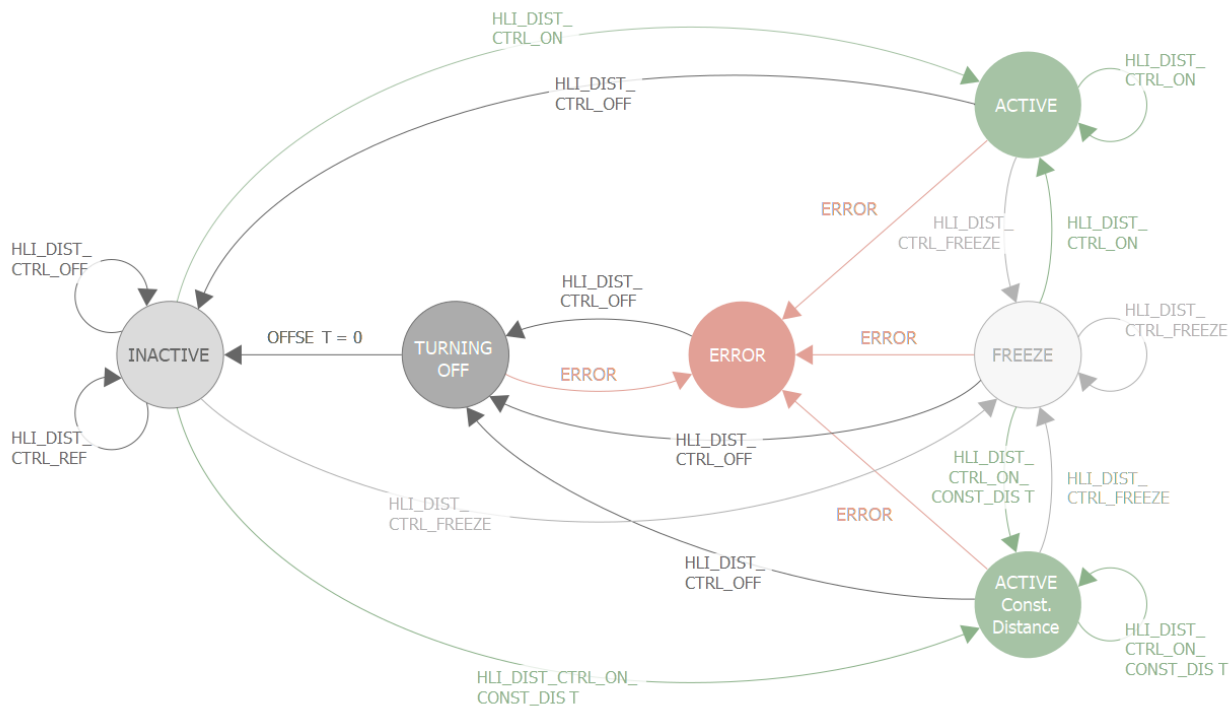 HLI_DIST_
CTRL_ON
HLI_DIST_
CTRL_OFF
ACTIVE
HLI_DIST_
CTRL_ON
ERROR
HLI_DIST_
CTRL_FREEZE
HLI_DIST_
CTRL_ON
HLI_DIST_
CTRL_OFF
INACTIVE
HLI_DIST_
CTRL_REF
OFFSE T = 0
TURNING
OFF
HLI_DIST_
CTRL_OFF
ERROR
ERROR
ERROR
FREEZE
HLI_DIST_
CTRL_FREEZE
HLI_DIST_
CTRL_OFF
HLI_DIST_
CTRL_FREEZE
ERROR
HLI_DIST_
CTRL_ON_
CONST_DIS T
HLI_DIST_
CTRL_FREEZE
HLI_DIST_
CTRL_OFF
ACTIVE
Const.
Distance
HLI_DIST_
CTRL_ON_
CONST_DIS T
HLI_DIST_CTRL_ON_
CONST_DIS T